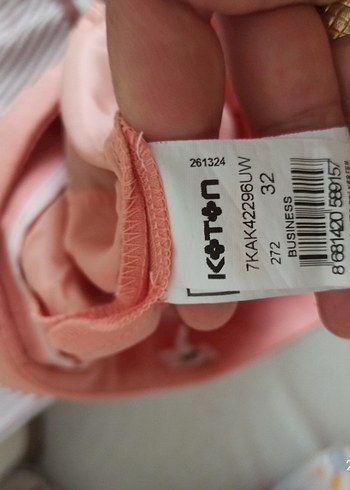 261324
KOTON
7KAK42296UW
32
272
BUSINESS
8 681420 589157